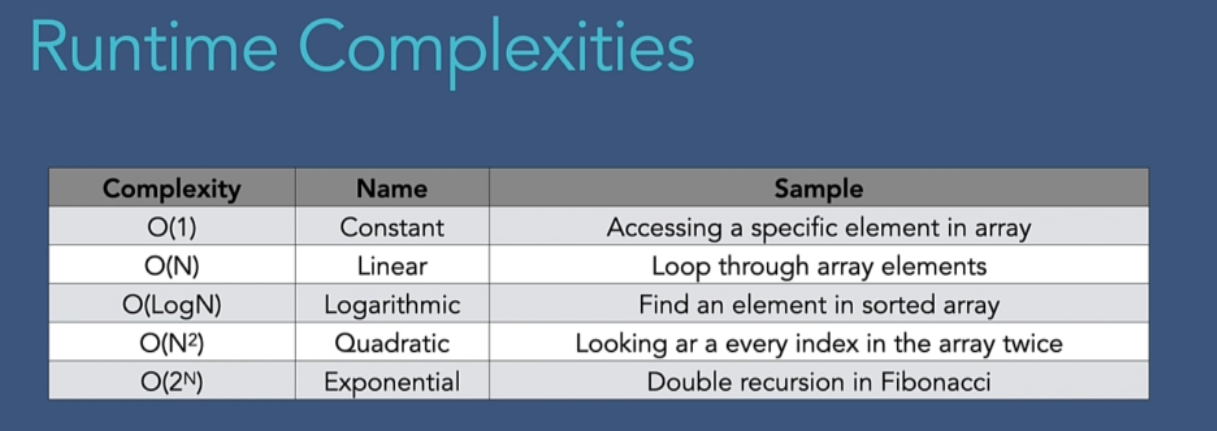 Runtime Complexities
Complexity Name Sample
O(1) Constant Accessing a specific element in array
O(N) Linear Loop through array elements
O(LogN) Logarithmic Find an element in sorted array
O(N²) Quadratic Looking ar a every index in the array twice
O(2ᴺ) Exponential Double recursion in Fibonacci